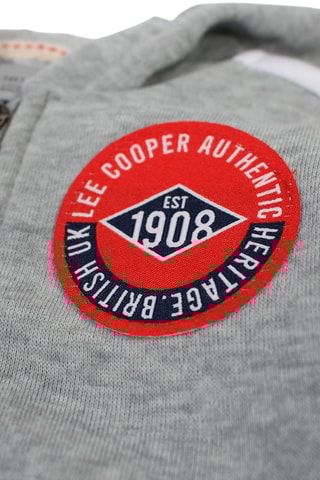 LEE COOPER AUTHENTIC
HERITAGE.BRITISH UK
EST
1908